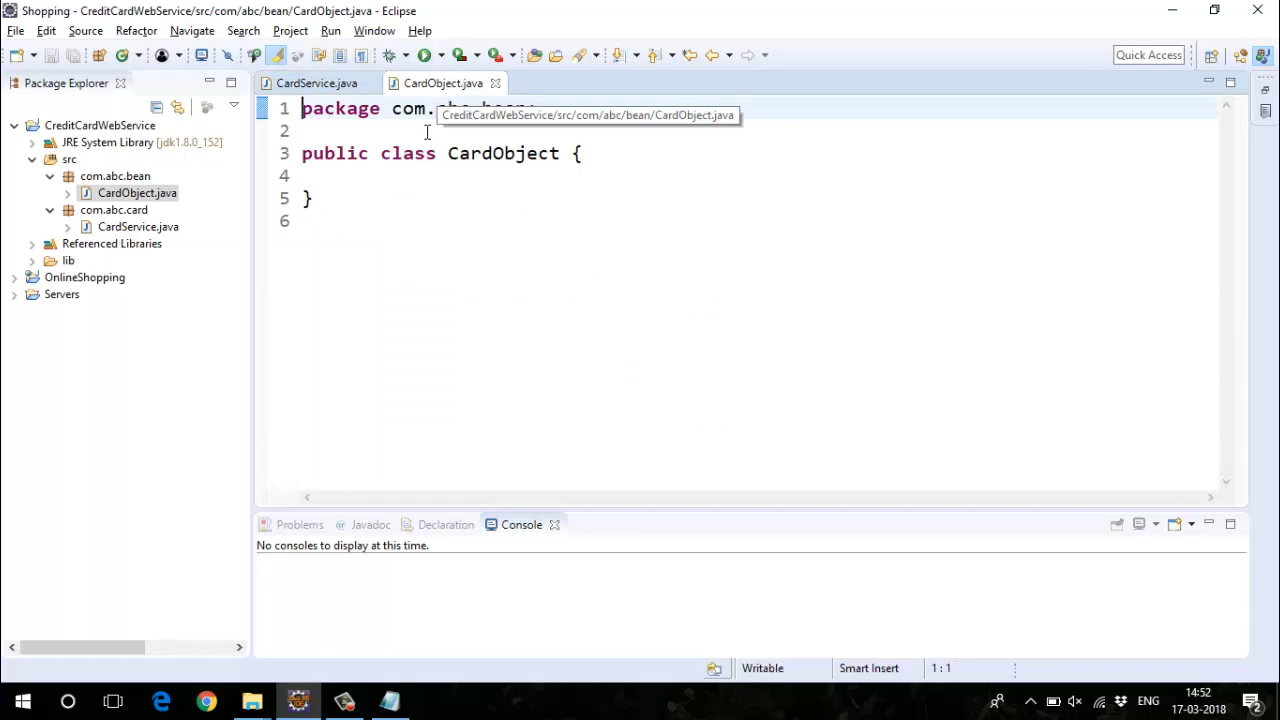 Shopping - CreditCardWebService/src/com/abc/bean/CardObject.java - Eclipse
File Edit Source Refactor Navigate Search Project Run Window Help
Quick Access
Package Explorer
CardService.java
CardObject.java
CreditCardWebService
JRE System Library [jdk1.8.0_152]
src
com.abc.bean
CardObject.java
com.abc.card
CardService.java
Referenced Libraries
lib
OnlineShopping
Servers
1 package com.
CreditCardWebService/src/com/abc/bean/CardObject.java
2
3 public class CardObject {
4
5 }
6
Problems Javadoc Declaration Console
No consoles to display at this time.
Writable Smart Insert 1 : 1
ENG
14:52
17-03-2018
2